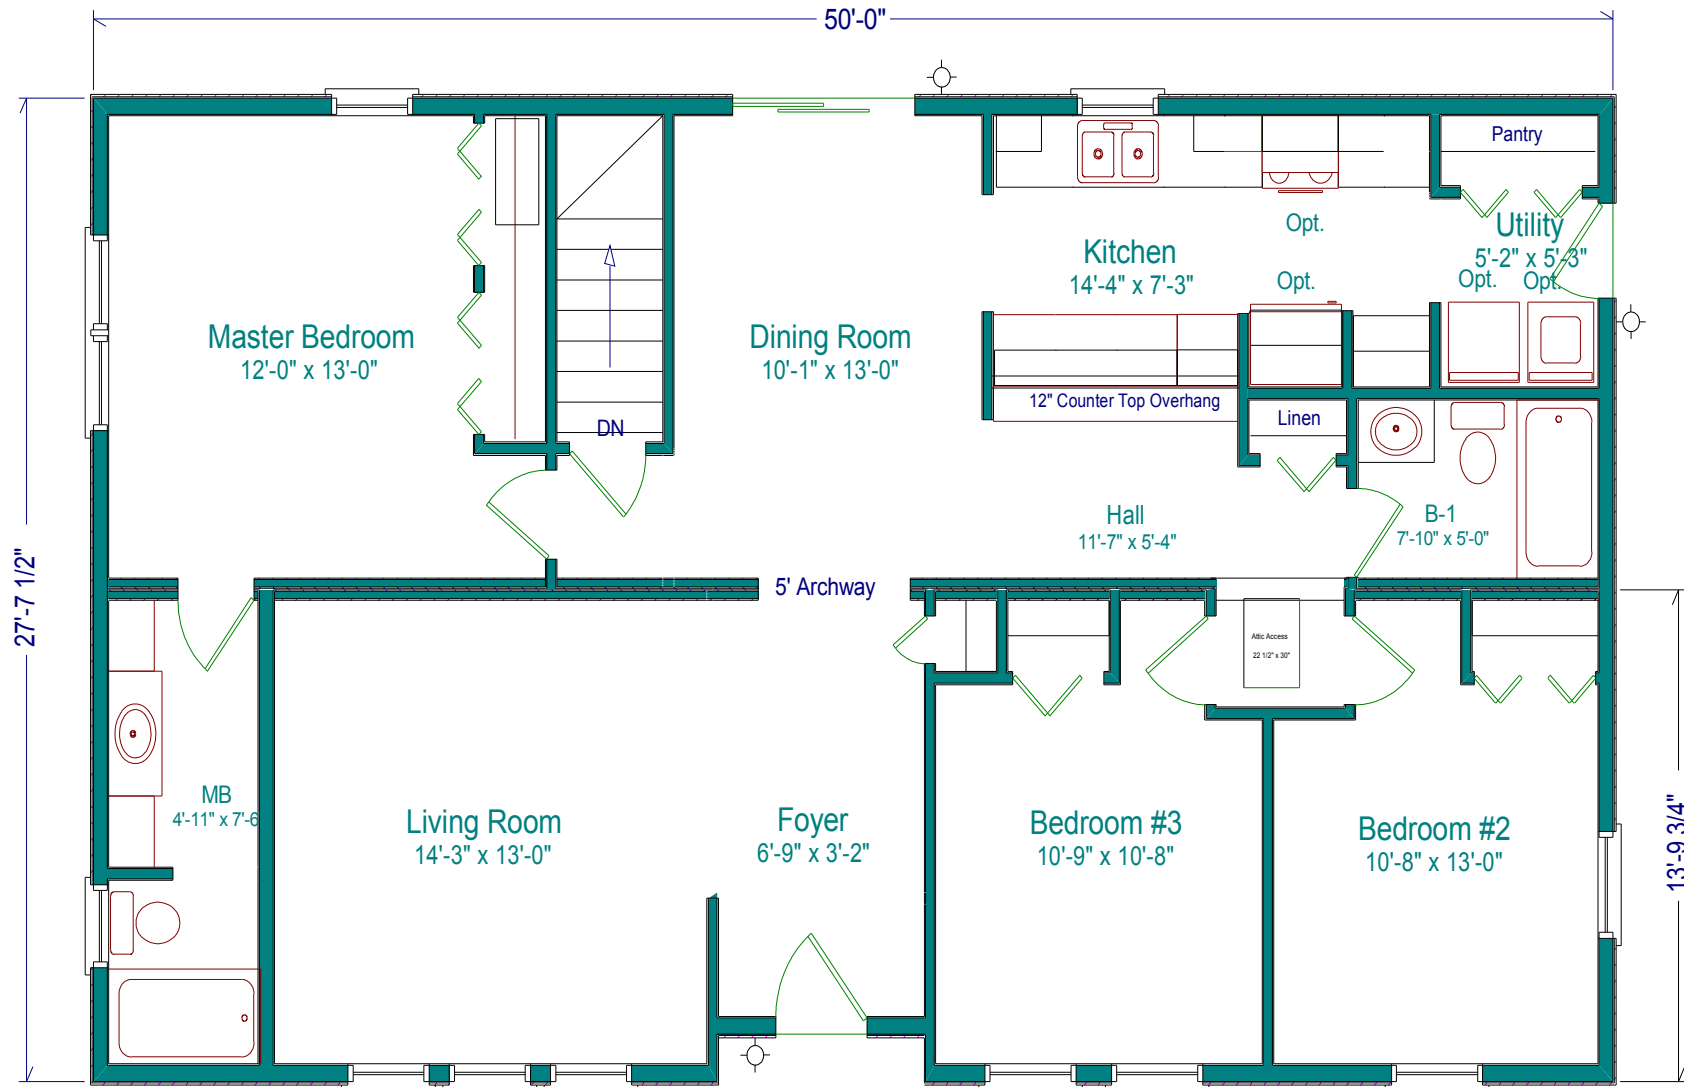 50'-0"
Pantry
Opt.
Utility
5'-2" x 5'-3"
Kitchen
14'-4" x 7'-3"
Opt.
Opt.
Opt.
Master Bedroom
12'-0" x 13'-0"
Dining Room
10'-1" x 13'-0"
12" Counter Top Overhang
Linen
DN
Hall
11'-7" x 5'-4"
B-1
7'-10" x 5'-0"
27'-7 1/2"
5' Archway
Attic Access
22 1/2" x 30"
MB
4'-11" x 7'-6
Living Room
14'-3" x 13'-0"
Foyer
6'-9" x 3'-2"
Bedroom #3
10'-9" x 10'-8"
Bedroom #2
10'-8" x 13'-0"
13'-9 3/4"